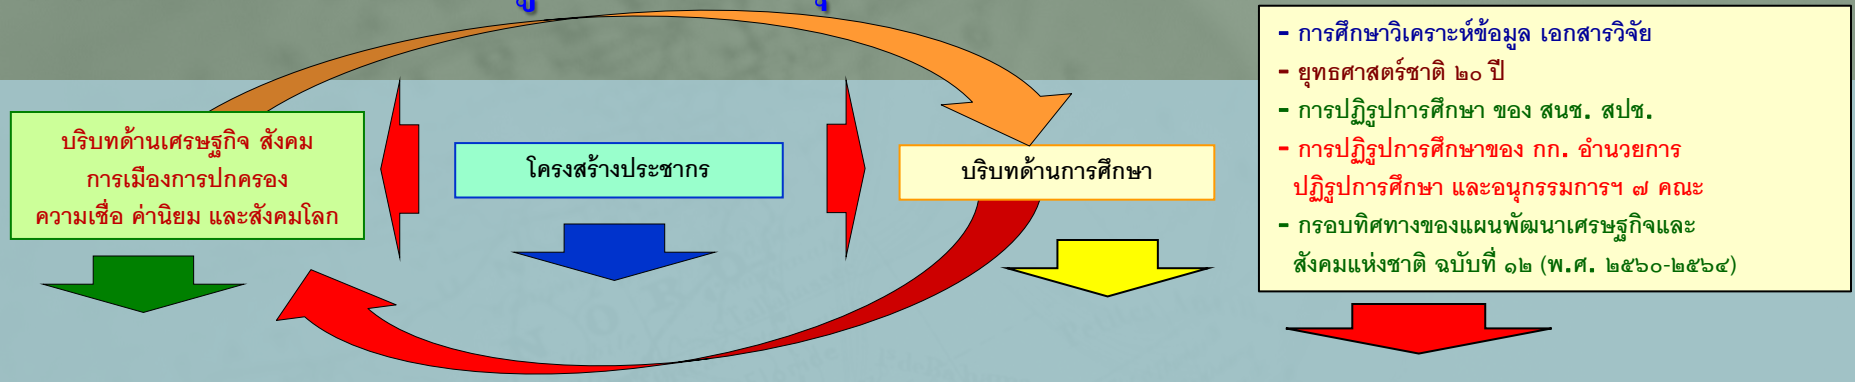 บริบทด้านเศรษฐกิจ สังคม
การเมืองการปกครอง
ความเชื่อ ค่านิยม และสังคมโลก
โครงสร้างประชากร
บริบทด้านการศึกษา
- การศึกษาวิเคราะห์ข้อมูล เอกสารวิจัย
- ยุทธศาสตร์ชาติ ๒๐ ปี
- การปฏิรูปการศึกษา ของ สนช. สปช.
- การปฏิรูปการศึกษาของ กก. อำนวยการ
ปฏิรูปการศึกษา และอนุกรรมการฯ ๗ คณะ
- กรอบทิศทางของแผนพัฒนาเศรษฐกิจและ
สังคมแห่งชาติ ฉบับที่ ๑๒ (พ.ศ. ๒๕๖๐-๒๕๖๔)